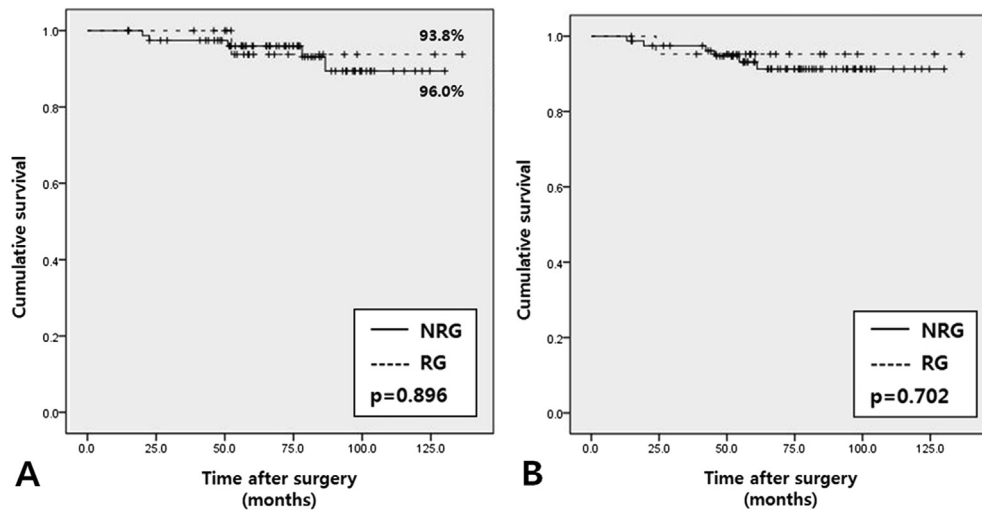 1.0
0.8
0.6
0.4
0.2
0.0
Cumulative survival
93.8%
96.0%
NRG
RG
p=0.896
0.0
25.0
50.0
75.0
100.0
125.0
Time after surgery
(months)
A
1.0
0.8
0.6
0.4
0.2
0.0
Cumulative survival
NRG
RG
p=0.702
0.0
25.0
50.0
75.0
100.0
125.0
Time after surgery
(months)
B